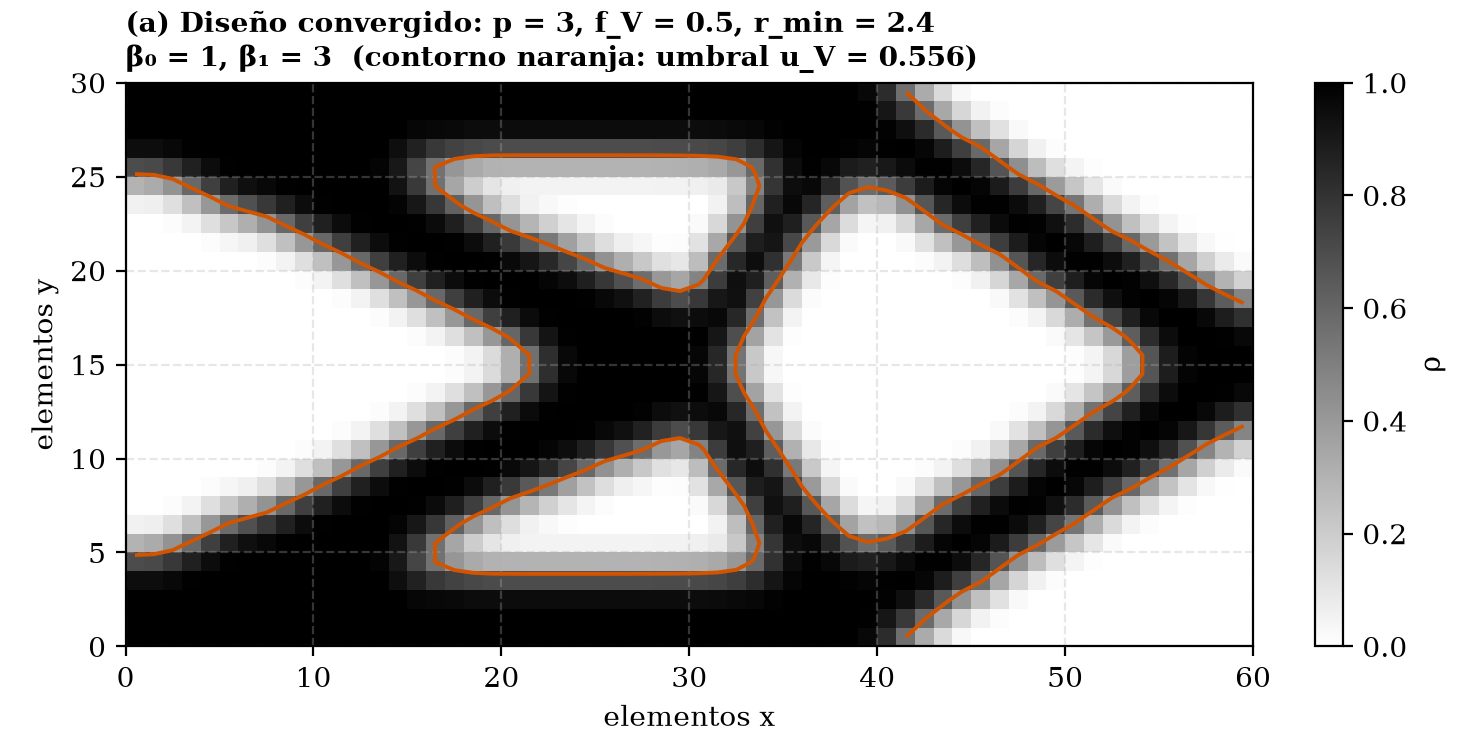 (a) Diseño convergido: p = 3, f_V = 0.5, r_min = 2.4
β₀ = 1, β₁ = 3  (contorno naranja: umbral u_V = 0.556)
30
25
20
15
10
5
0
elementos y
0 10 20 30 40 50 60
elementos x
1.0
0.8
0.6
0.4
0.2
0.0
ρ